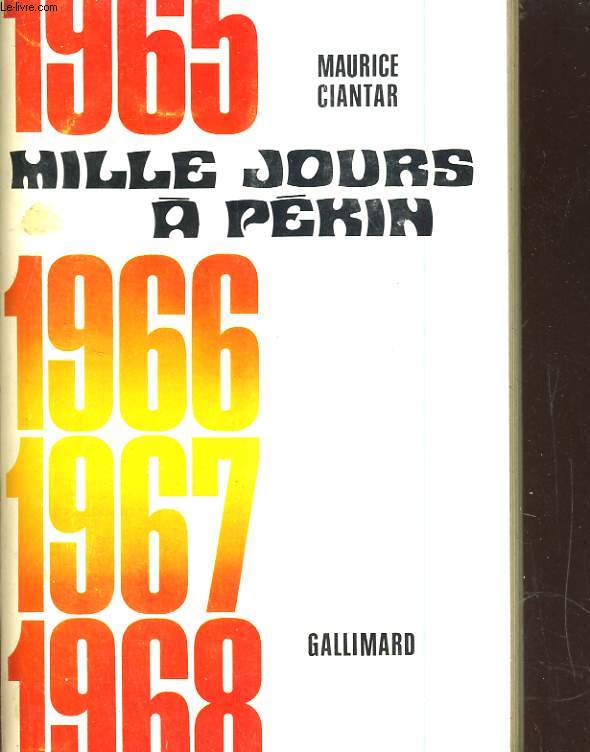 Le-livre.com
1965
MAURICE
CIANTAR
MILLE JOURS
À PÉKIN
1966
1967
1968
GALLIMARD